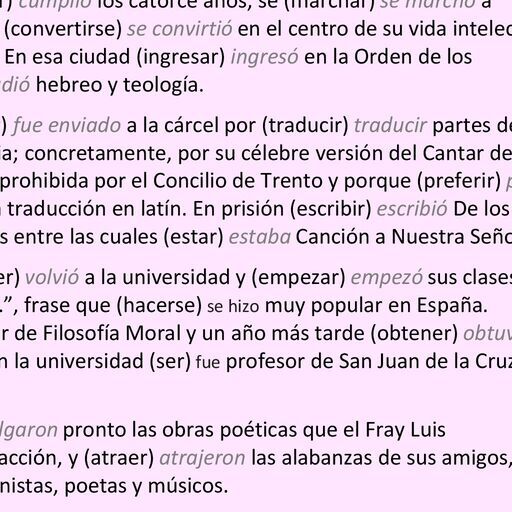 cumplió los catorce años, se (marchar) se marchó a
(convertirse) se convirtió en el centro de su vida intelec
En esa ciudad (ingresar) ingresó en la Orden de los
dió hebreo y teología.
) fue enviado a la cárcel por (traducir) traducir partes de
ia; concretamente, por su célebre versión del Cantar de
prohibida por el Concilio de Trento y porque (preferir) p
traducción en latín. En prisión (escribir) escribió De los
s entre las cuales (estar) estaba Canción a Nuestra Seño
er) volvió a la universidad y (empezar) empezó sus clases
.”, frase que (hacerse) se hizo muy popular en España.
r de Filosofía Moral y un año más tarde (obtener) obtuv
n la universidad (ser) fue profesor de San Juan de la Cruz
lgaron pronto las obras poéticas que el Fray Luis
acción, y (atraer) atrajeron las alabanzas de sus amigos,
nistas, poetas y músicos.